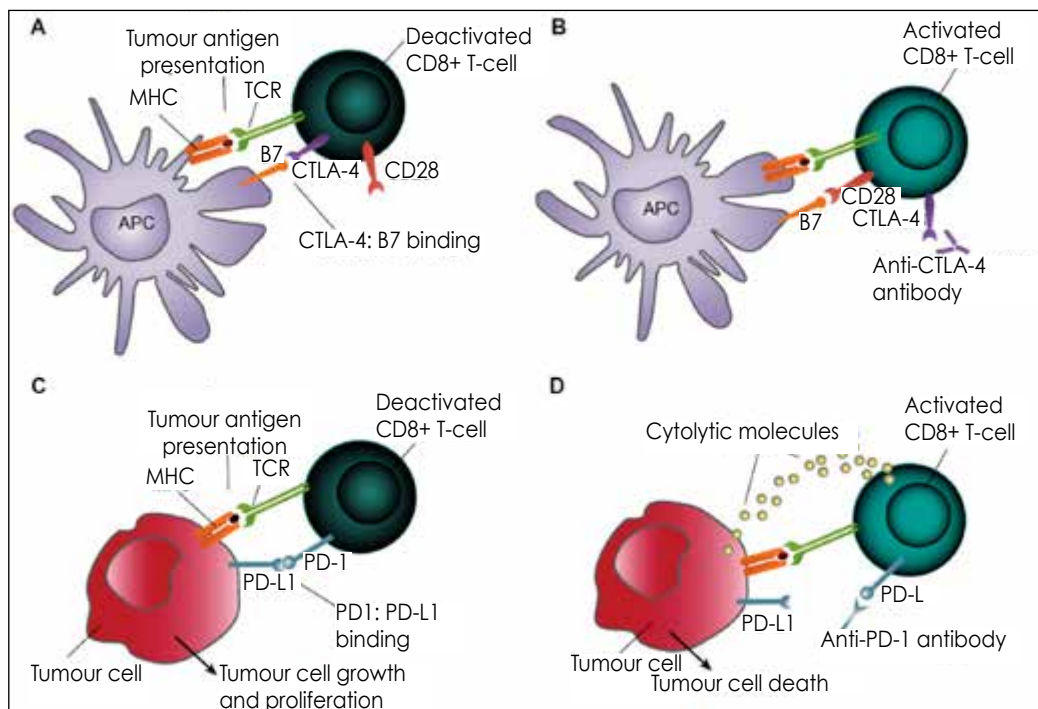 A
Tumour antigen
presentation
MHC
TCR
Deactivated
CD8+ T-cell
B7
CTLA-4
CD28
APC
CTLA-4: B7 binding
B
Activated
CD8+ T-cell
APC
B7
CD28
CTLA-4
Anti-CTLA-4
antibody
C
Tumour antigen
presentation
MHC
TCR
Deactivated
CD8+ T-cell
PD-L1
PD-1
PD1: PD-L1
binding
Tumour cell
Tumour cell growth
and proliferation
D
Cytolytic molecules
Activated
CD8+ T-cell
PD-L1
PD-L
Anti-PD-1 antibody
Tumour cell
Tumour cell death